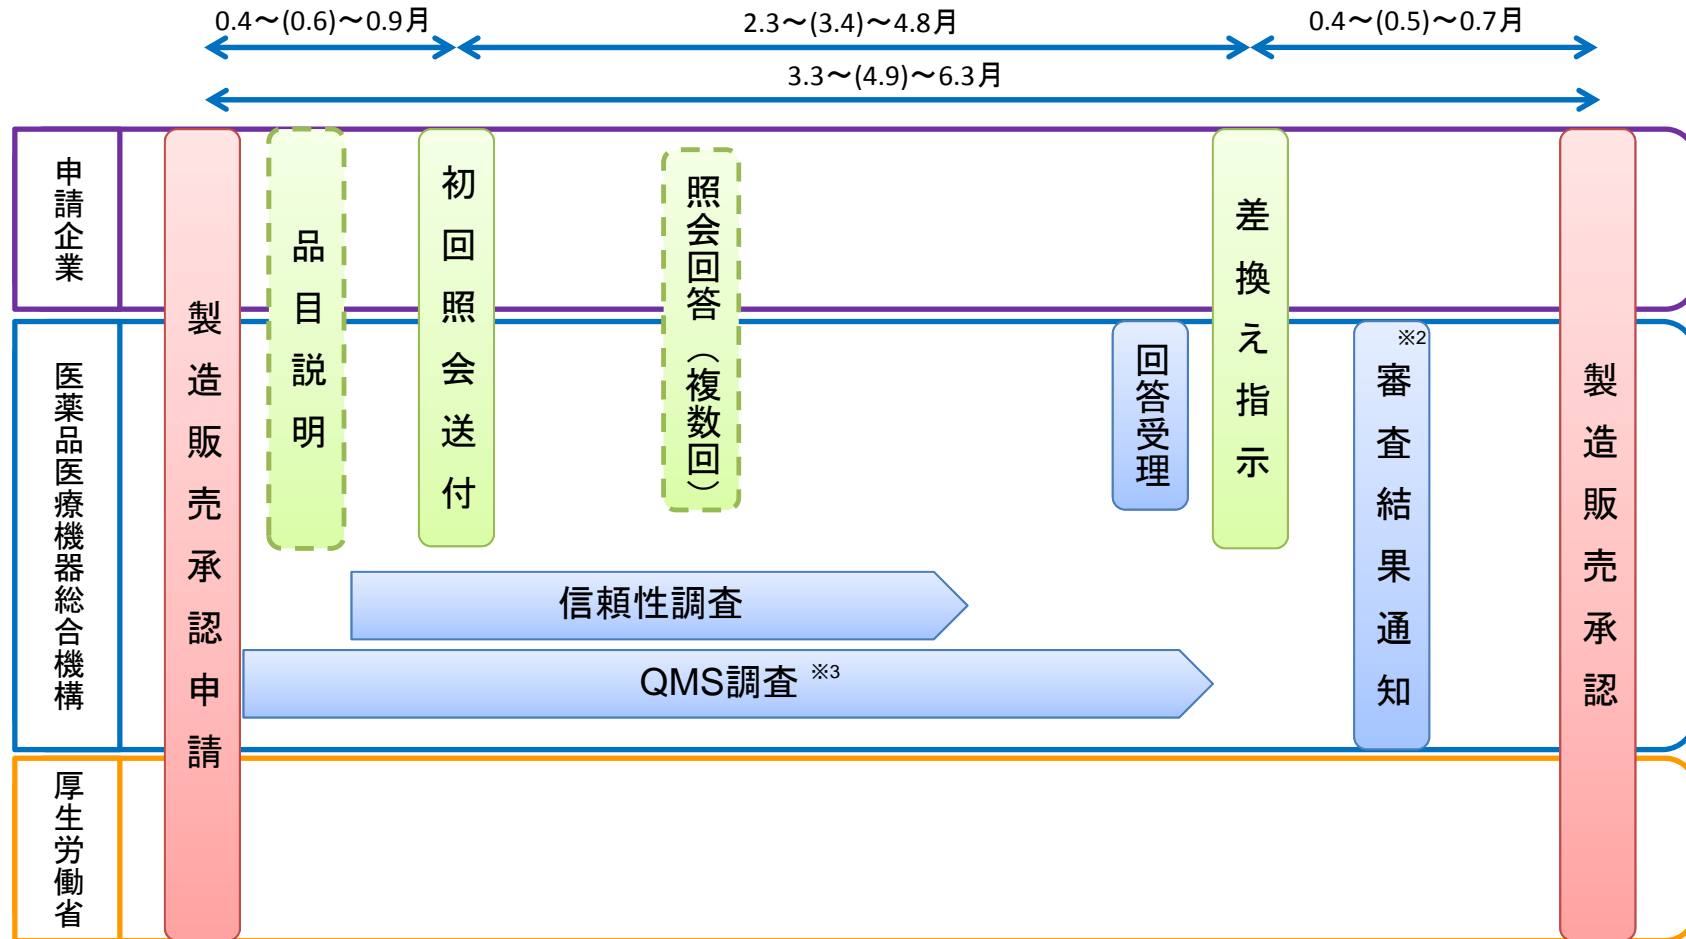 0.4～(0.6)～0.9月
2.3～(3.4)～4.8月
0.4～(0.5)～0.7月
3.3～(4.9)～6.3月
申請企業
医薬品医療機器総合機構
厚生労働省
製造販売承認申請
品目説明
初回照会送付
照会回答（複数回）
回答受理
差換え指示
※2
審査結果通知
製造販売承認
信頼性調査
QMS調査 ※3